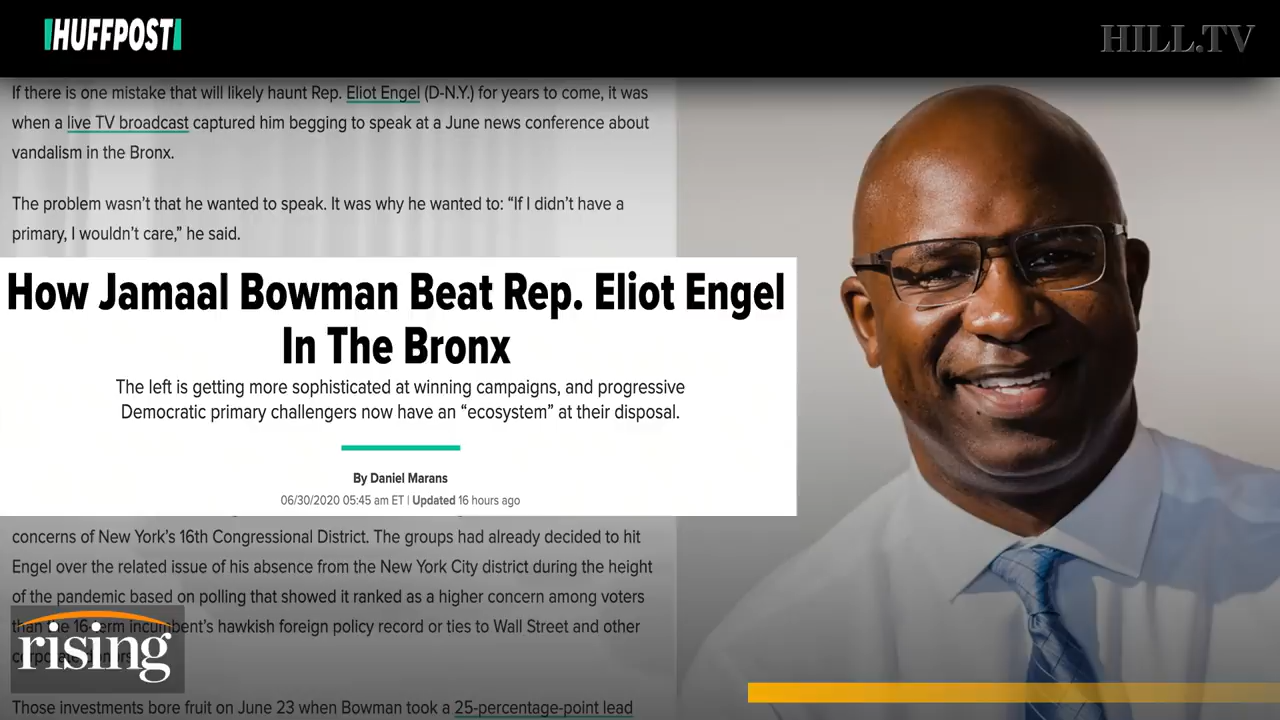 HUFFPOST
HILL.TV
If there is one mistake that will likely haunt Rep. Eliot Engel (D-N.Y.) for years to come, it was
when a live TV broadcast captured him begging to speak at a June news conference about
vandalism in the Bronx.
The problem wasn’t that he wanted to speak. It was why he wanted to: “If I didn’t have a
primary, I wouldn’t care,” he said.
How Jamaal Bowman Beat Rep. Eliot Engel
In The Bronx
The left is getting more sophisticated at winning campaigns, and progressive
Democratic primary challengers now have an “ecosystem” at their disposal.
By Daniel Marans
06/30/2020 05:45 am ET | Updated 16 hours ago
concerns of New York’s 16th Congressional District. The groups had already decided to hit
Engel over the related issue of his absence from the New York City district during the height
of the pandemic based on polling that showed it ranked as a higher concern among voters
than the 16-term incumbent’s hawkish foreign policy record or ties to Wall Street and other
rising
Those investments bore fruit on June 23 when Bowman took a 25-percentage-point lead